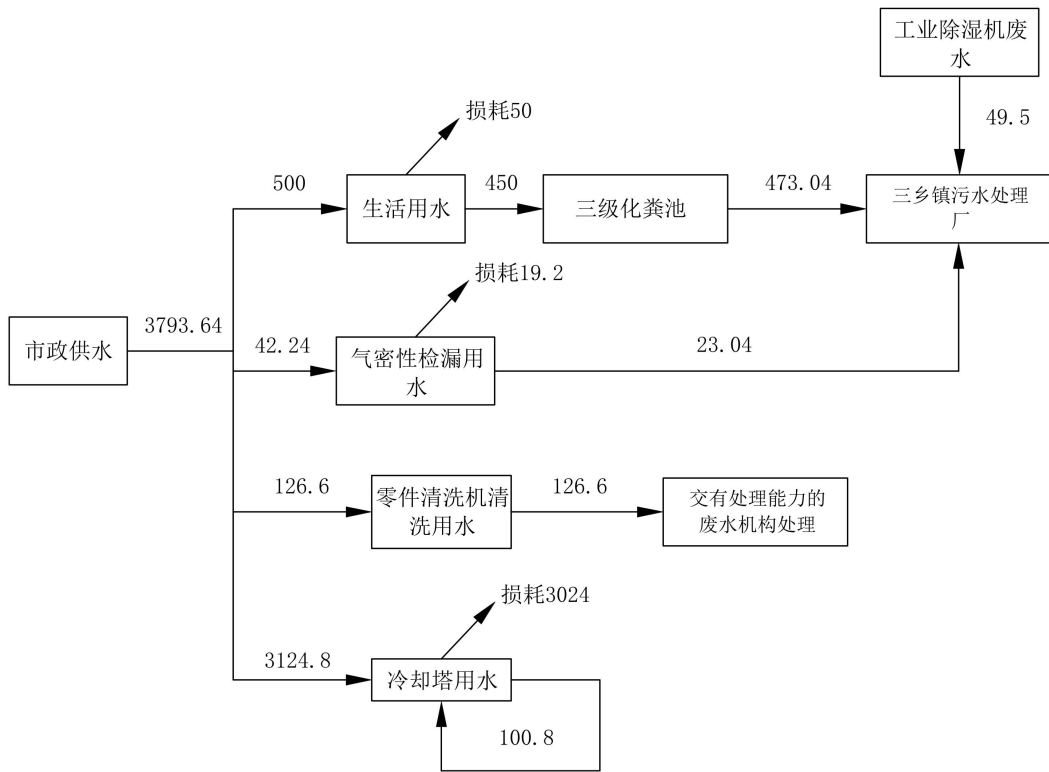 工业除湿机废
水
49.5
损耗50
500
生活用水
450
三级化粪池
473.04
三乡镇污水处理
厂
损耗19.2
市政供水
3793.64
42.24
气密性检漏用
水
23.04
126.6
零件清洗机清
洗用水
126.6
交有处理能力的
废水机构处理
损耗3024
3124.8
冷却塔用水
100.8